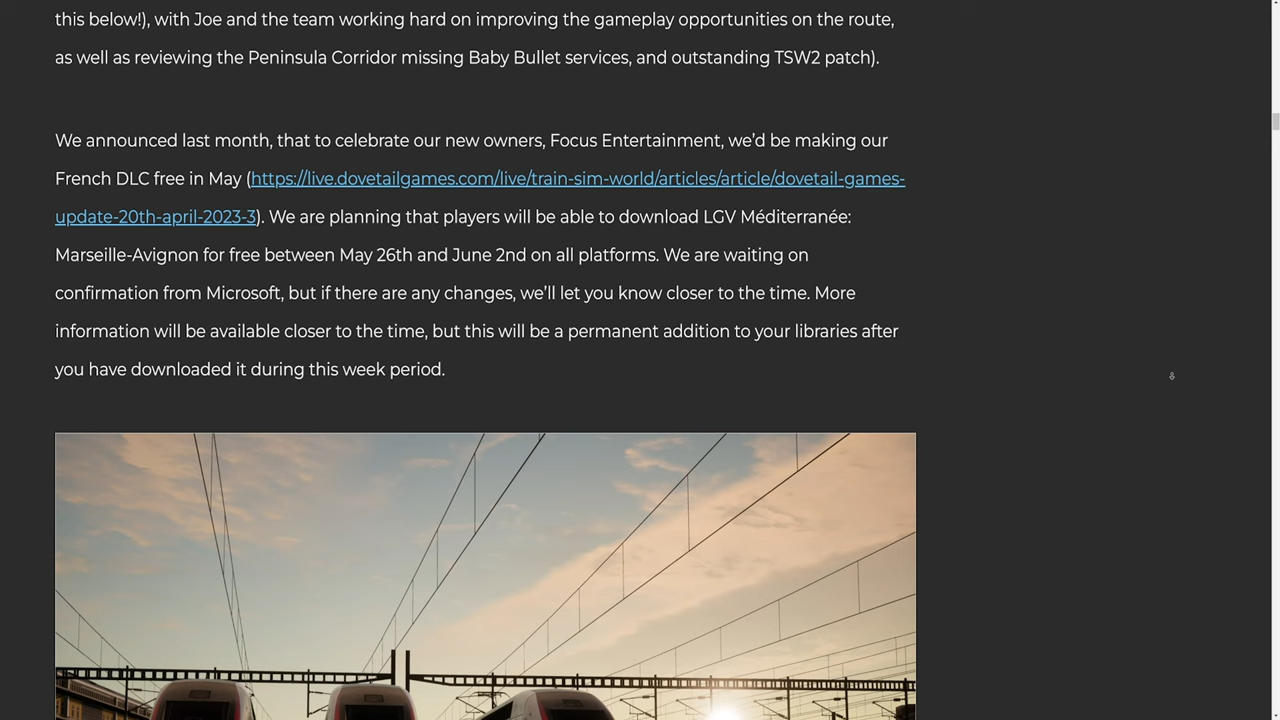 this below!), with Joe and the team working hard on improving the gameplay opportunities on the route,
as well as reviewing the Peninsula Corridor missing Baby Bullet services, and outstanding TSW2 patch).
We announced last month, that to celebrate our new owners, Focus Entertainment, we’d be making our
French DLC free in May (https://live.dovetailgames.com/live/train-sim-world/articles/article/dovetail-games-
update-20th-april-2023-3). We are planning that players will be able to download LGV Méditerranée:
Marseille-Avignon for free between May 26th and June 2nd on all platforms. We are waiting on
confirmation from Microsoft, but if there are any changes, we’ll let you know closer to the time. More
information will be available closer to the time, but this will be a permanent addition to your libraries after
you have downloaded it during this week period.